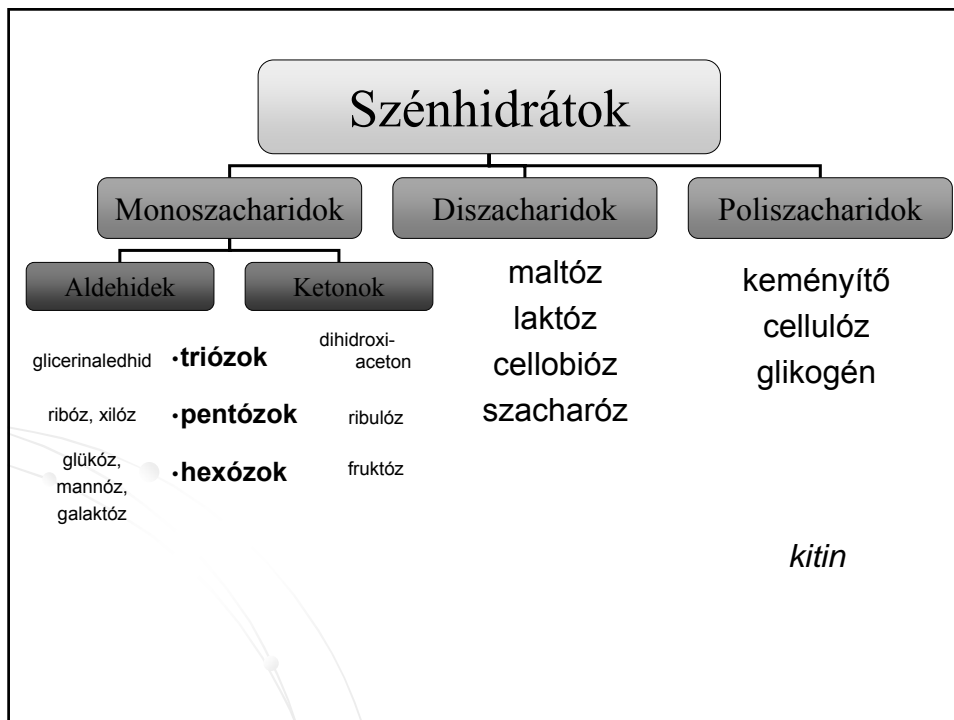 Szénhidrátok
Monoszacharidok
Diszacharidok
Poliszacharidok
Aldehidek
Ketonok
glicerinaledhid
•triózok
dihidroxi-
aceton
ribóz, xilóz
•pentózok
ribulóz
glükóz,
mannóz,
galaktóz
•hexózok
fruktóz
maltóz
laktóz
cellobióz
szacharóz
keményítő
cellulóz
glikogén
kitin